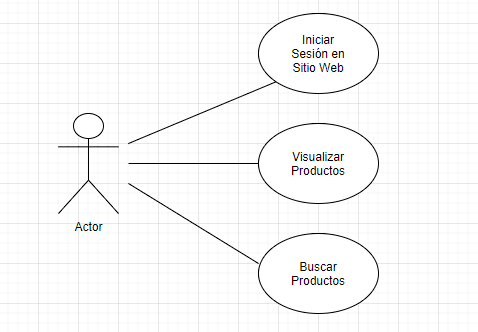 Iniciar
Sesión en
Sitio Web
Visualizar
Productos
Actor
Buscar
Productos